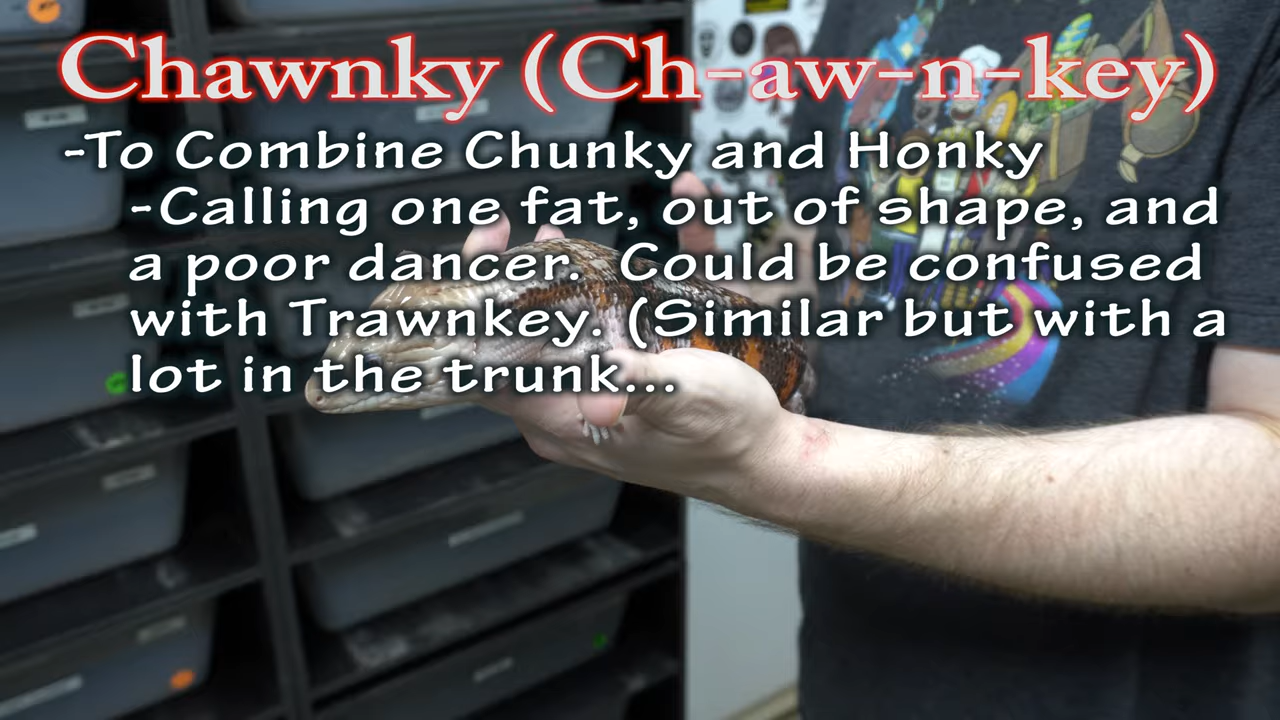 Chawnky (Ch-aw-n-key)
-To Combine Chunky and Honky
-Calling one fat, out of shape, and
a poor dancer.  Could be confused
with Trawnkey. (Similar but with a
lot in the trunk...